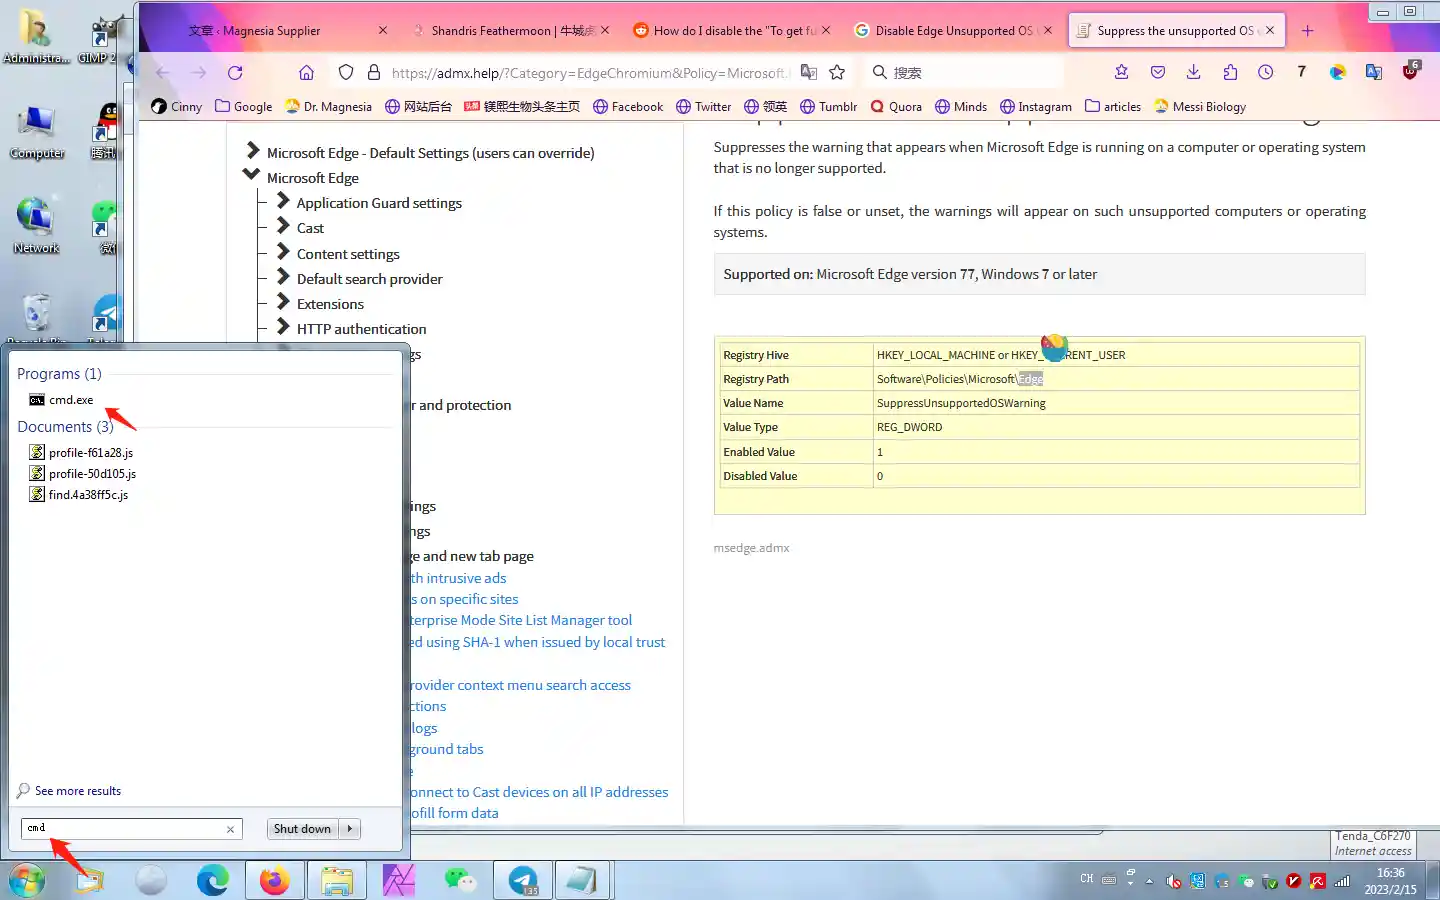 Administra...
GIMP 2
Computer
腾讯
Network
文章 ‹ Magnesia Supplier
Shandris Feathermoon | 牛城
How do I disable the "To get fu
Disable Edge Unsupported OS
Suppress the unsupported OS
https://admx.help/?Category=EdgeChromium&Policy=Microsoft.
搜索
7
6
Cinny
Google
Dr. Magnesia
网站后台
镁熙生物头条主页
Facebook
Twitter
领英
Tumblr
Quora
Minds
Instagram
articles
Messi Biology
Microsoft Edge - Default Settings (users can override)
Microsoft Edge
Application Guard settings
Cast
Content settings
Default search provider
Extensions
HTTP authentication
gs
r and protection
ings
ngs
ge and new tab page
th intrusive ads
s on specific sites
terprise Mode Site List Manager tool
ed using SHA-1 when issued by local trust
rovider context menu search access
ctions
logs
ground tabs
e
onnect to Cast devices on all IP addresses
ofill form data
Suppresses the warning that appears when Microsoft Edge is running on a computer or operating system
that is no longer supported.
If this policy is false or unset, the warnings will appear on such unsupported computers or operating
systems.
Supported on: Microsoft Edge version 77, Windows 7 or later
Registry Hive HKEY_LOCAL_MACHINE or HKEY_ RENT_USER
Registry Path Software\Policies\Microsoft\Edge
Value Name SuppressUnsupportedOSWarning
Value Type REG_DWORD
Enabled Value 1
Disabled Value 0
msedge.admx
Programs (1)
cmd.exe
Documents (3)
profile-f61a28.js
profile-50d105.js
find.4a38ff5c.js
See more results
cmd
Shut down
Tenda_C6F270
Internet access
135
CH
16:36
2023/2/15